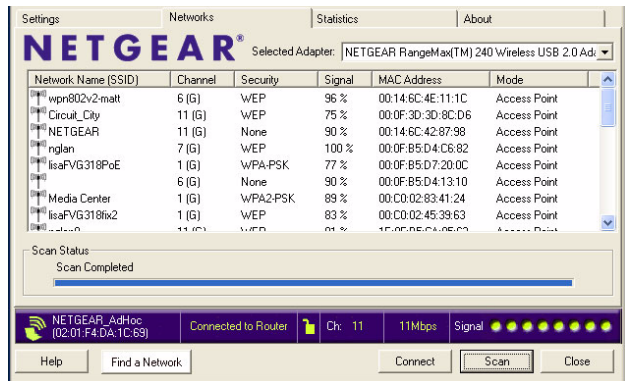 Settings Networks Statistics About
NETGEAR® Selected Adapter: NETGEAR RangeMax(TM) 240 Wireless USB 2.0 Ada
Network Name (SSID) Channel Security Signal MAC Address Mode
wpn802v2-matt 6 (G) WEP 96 % 00:14:6C:4E:11:1C Access Point
Circuit_City 11 (G) WEP 75 % 00:0F:3D:3D:8C:D6 Access Point
NETGEAR 11 (G) None 90 % 00:14:6C:42:87:98 Access Point
nglan 7 (G) WEP 100 % 00:0F:B5:D4:C6:82 Access Point
lisaFVG318PoE 1 (G) WPA-PSK 77 % 00:0F:B5:D7:20:0C Access Point
6 (G) None 90 % 00:0F:B5:D4:13:10 Access Point
Media Center 1 (G) WPA2-PSK 89 % 00:C0:02:83:41:24 Access Point
lisaFVG318fix2 1 (G) WEP 83 % 00:C0:02:45:39:63 Access Point
11 (G) WEP Access Point
Scan Status
Scan Completed
NETGEAR_AdHoc
(02:01:F4:DA:1C:69) Connected to Router Ch: 11 11Mbps Signal
Help Find a Network Connect Scan Close